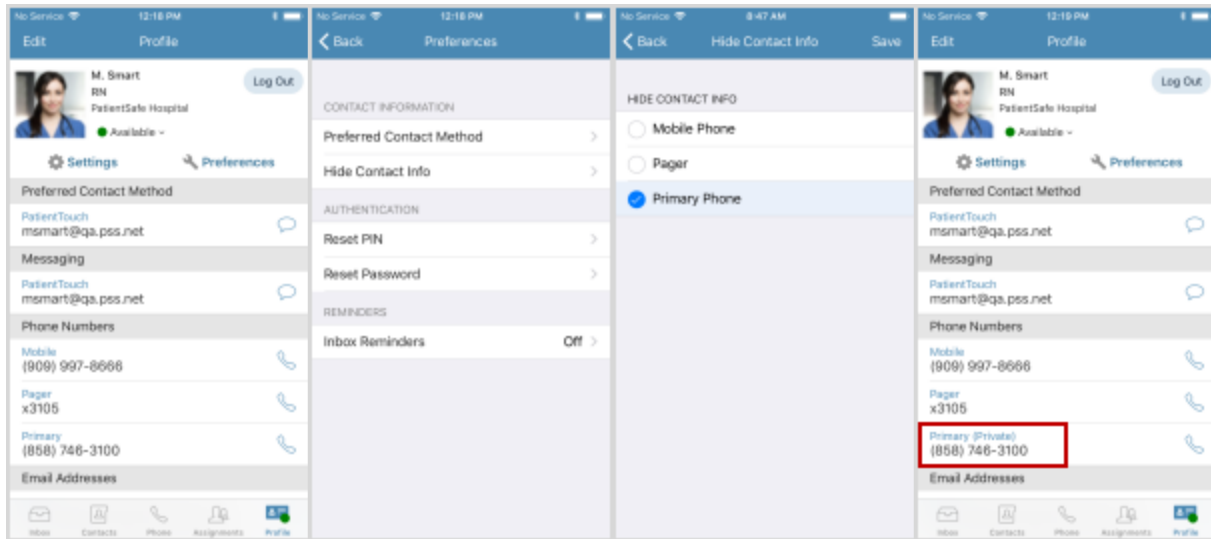 No Service 12:18 PM
Edit Profile
M. Smart
RN
PatientSafe Hospital
Available
Log Out
Settings Preferences
Preferred Contact Method
PatientTouch
msmart@qa.pss.net
Messaging
PatientTouch
msmart@qa.pss.net
Phone Numbers
Mobile
(909) 997-8666
Pager
x3105
Primary
(858) 746-3100
Email Addresses
Inbox Contacts Phone Assignments Profile
No Service 12:18 PM
Back Preferences
CONTACT INFORMATION
Preferred Contact Method
Hide Contact Info
AUTHENTICATION
Reset PIN
Reset Password
REMINDERS
Inbox Reminders Off
No Service 8:47 AM
Back Hide Contact Info Save
HIDE CONTACT INFO
Mobile Phone
Pager
Primary Phone
No Service 12:19 PM
Edit Profile
M. Smart
RN
PatientSafe Hospital
Available
Log Out
Settings Preferences
Preferred Contact Method
PatientTouch
msmart@qa.pss.net
Messaging
PatientTouch
msmart@qa.pss.net
Phone Numbers
Mobile
(909) 997-8666
Pager
x3105
Primary (Private)
(858) 746-3100
Email Addresses
Inbox Contacts Phone Assignments Profile